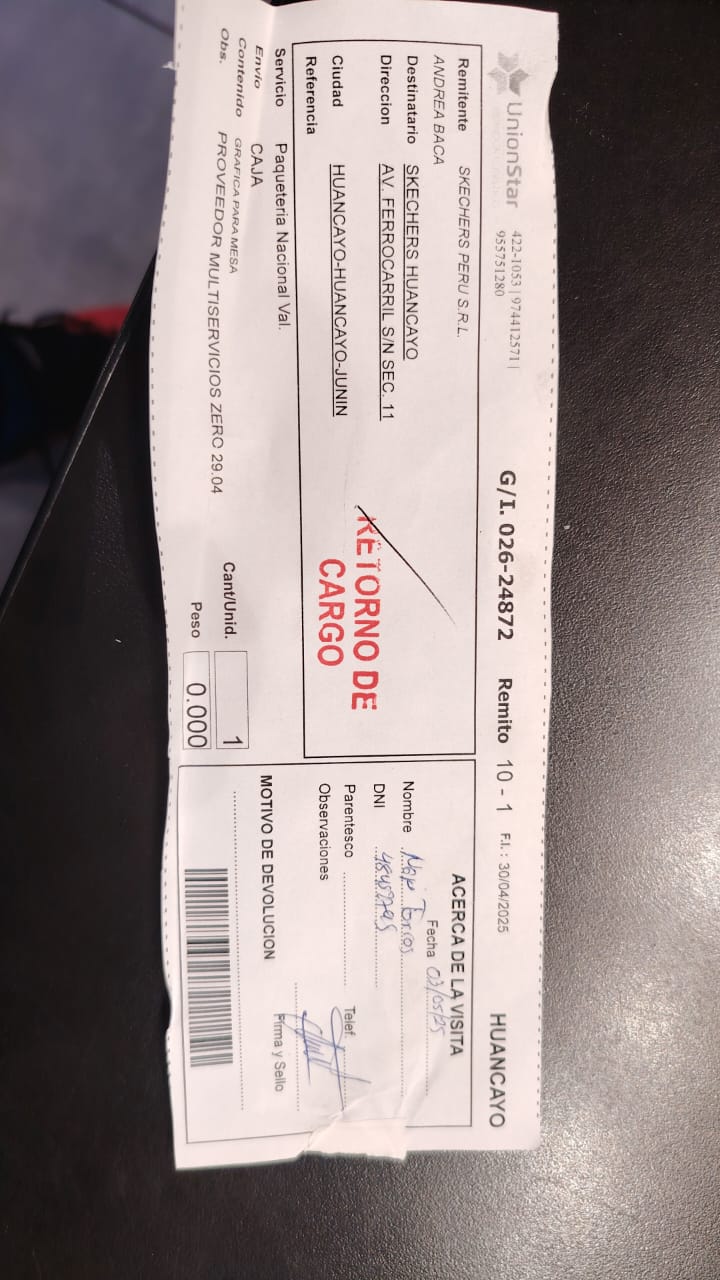 UnionStar
422-1053 | 974412571 |
955751280
G/I. 026-24872
Remito 10 - 1
F.I. : 30/04/2025
HUANCAYO
Remitente SKECHERS PERU S.R.L.
ANDREA BACA
Destinatario SKECHERS HUANCAYO
Direccion AV. FERROCARRIL S/N SEC. 11
Ciudad HUANCAYO-HUANCAYO-JUNIN
Referencia
RETORNO DE
CARGO
Servicio Paqueteria Nacional Val.
Envio CAJA
Contenido GRAFICA PARA MESA
Obs. PROVEEDOR MULTISERVICIOS ZERO 29.04
Cant/Unid. 1
Peso 0.000
ACERCA DE LA VISITA
Fecha 02/05/25
Nombre
DNI
Parentesco
Telef.
Observaciones
Firma y Sello
MOTIVO DE DEVOLUCION